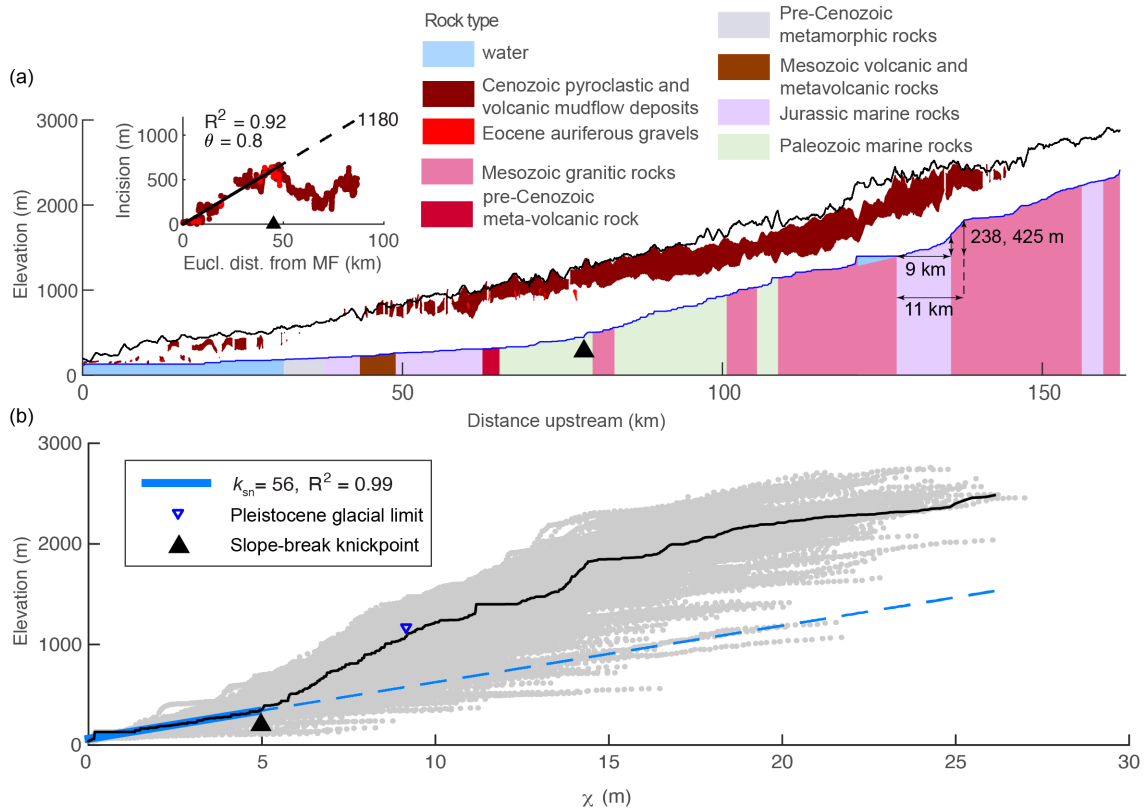 (a)
Rock type
water
Cenozoic pyroclastic and
volcanic mudflow deposits
Eocene auriferous gravels
Mesozoic granitic rocks
pre-Cenozoic
meta-volcanic rock
Pre-Cenozoic
metamorphic rocks
Mesozoic volcanic and
metavolcanic rocks
Jurassic marine rocks
Paleozoic marine rocks
3000
2000
1000
0
Elevation (m)
0
50
100
150
Distance upstream (km)
R² = 0.92
θ = 0.8
1180
1000
500
0
Incision (m)
0
50
100
Eucl. dist. from MF (km)
238, 425 m
9 km
11 km
(b)
3000
2000
1000
0
Elevation (m)
ksn = 56, R² = 0.99
Pleistocene glacial limit
Slope-break knickpoint
0
5
10
15
20
25
30
χ (m)